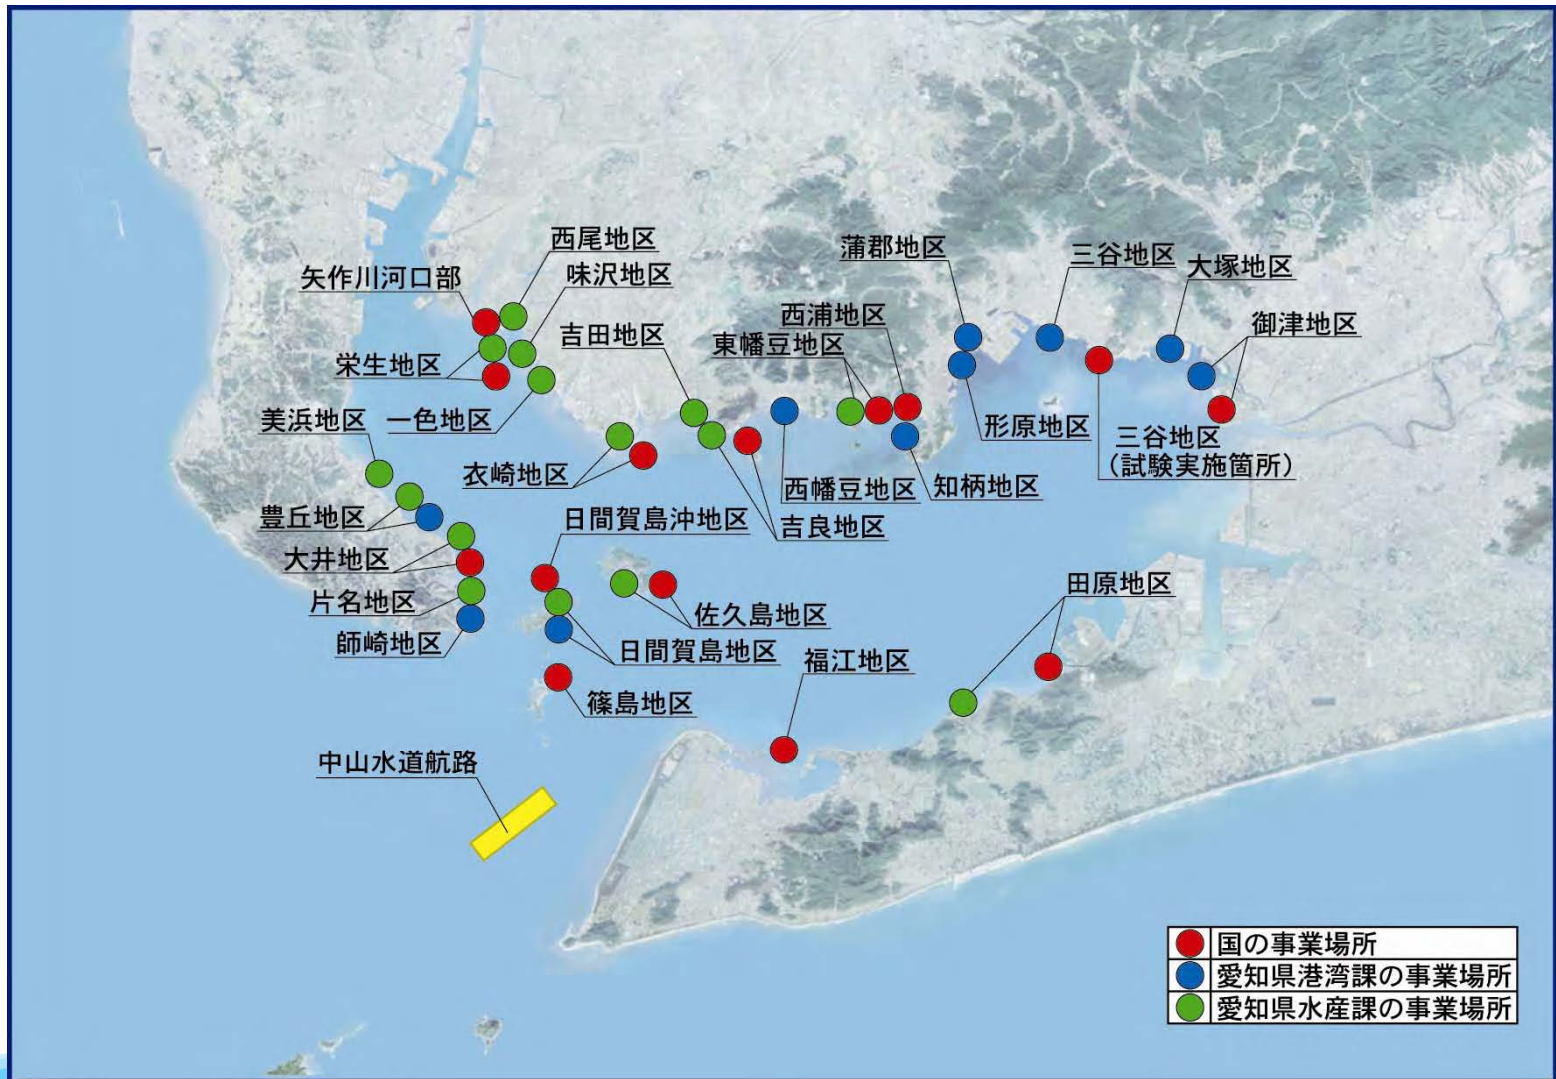 西尾地区
味沢地区
矢作川河口部
栄生地区
一色地区
吉田地区
衣崎地区
美浜地区
豊丘地区
大井地区
片名地区
師崎地区
日間賀島沖地区
佐久島地区
日間賀島地区
篠島地区
中山水道航路
蒲郡地区
西浦地区
東幡豆地区
西幡豆地区
吉良地区
知柄地区
形原地区
三谷地区
大塚地区
御津地区
三谷地区
(試験実施箇所)
田原地区
福江地区
国の事業場所
愛知県港湾課の事業場所
愛知県水産課の事業場所